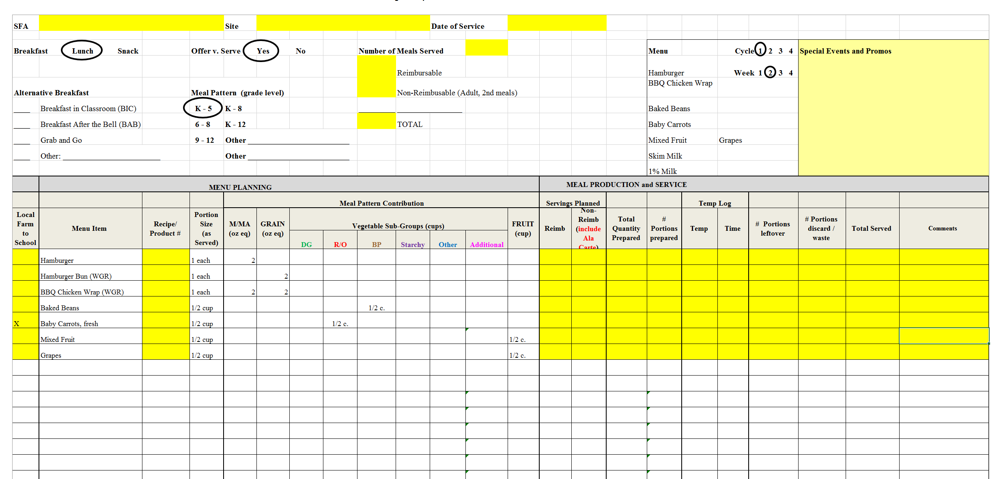 SFA Site Date of Service
Breakfast Lunch Snack Offer v. Serve Yes No Number of Meals Served Menu Cycle 1 2 3 4 Special Events and Promos
Reimbursable Hamburger Week 1 2 3 4
BBQ Chicken Wrap
Alternative Breakfast Meal Pattern (grade level) Non-Reimbusable (Adult, 2nd meals)
____ Breakfast in Classroom (BIC) K - 5 K - 8 Baked Beans
____ Breakfast After the Bell (BAB) 6 - 8 K - 12 TOTAL Baby Carrots
____ Grab and Go 9 - 12 Other Mixed Fruit Grapes
____ Other: Other Skim Milk
1% Milk
MENU PLANNING MEAL PRODUCTION and SERVICE
Meal Pattern Contribution Servings Planned Temp Log
Local
Farm
to
School
Menu Item
Recipe/
Product #
Portion
Size
(as
Served)
M/MA
(oz eq)
GRAIN
(oz eq)
Vegetable Sub-Groups (cups)
DG R/O BP Starchy Other Additional
FRUIT
(cup)
Reimb
Non-
Reimb
(include
Ala
Carte)
Total
Quantity
Prepared
#
Portions
prepared
Temp
Time
# Portions
leftover
# Portions
discard /
waste
Total Served
Comments
Hamburger 1 each 2
Hamburger Bun (WGR) 1 each 2
BBQ Chicken Wrap (WGR) 1 each 2 2
Baked Beans 1/2 cup 1/2 c.
X Baby Carrots, fresh 1/2 cup 1/2 c.
Mixed Fruit 1/2 cup 1/2 c.
Grapes 1/2 cup 1/2 c.